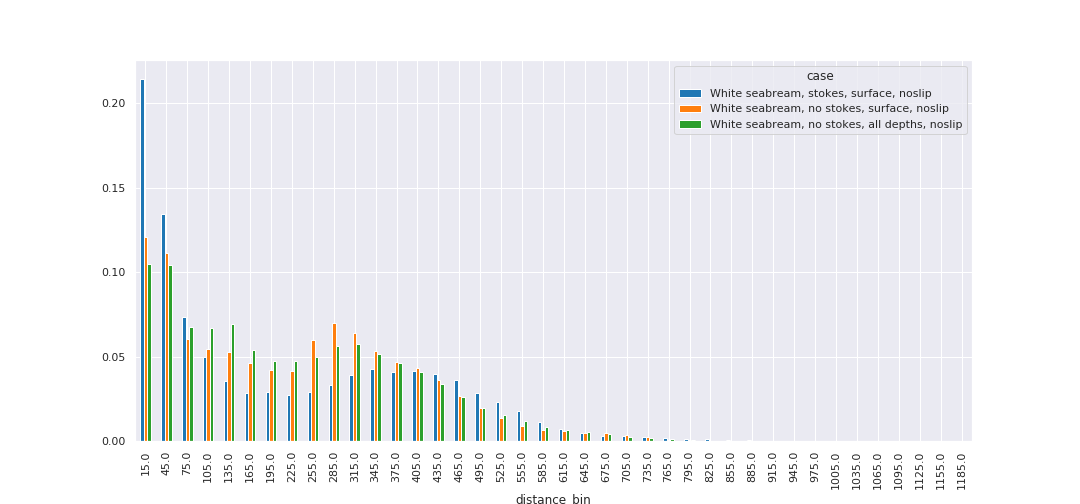 case
White seabream, stokes, surface, noslip
White seabream, no stokes, surface, noslip
White seabream, no stokes, all depths, noslip
0.20
0.15
0.10
0.05
0.00
15.0 45.0 75.0 105.0 135.0 165.0 195.0 225.0 255.0 285.0 315.0 345.0 375.0 405.0 435.0 465.0 495.0 525.0 555.0 585.0 615.0 645.0 675.0 705.0 735.0 765.0 795.0 825.0 855.0 885.0 915.0 945.0 975.0 1005.0 1035.0 1065.0 1095.0 1125.0 1155.0 1185.0
distance_bin